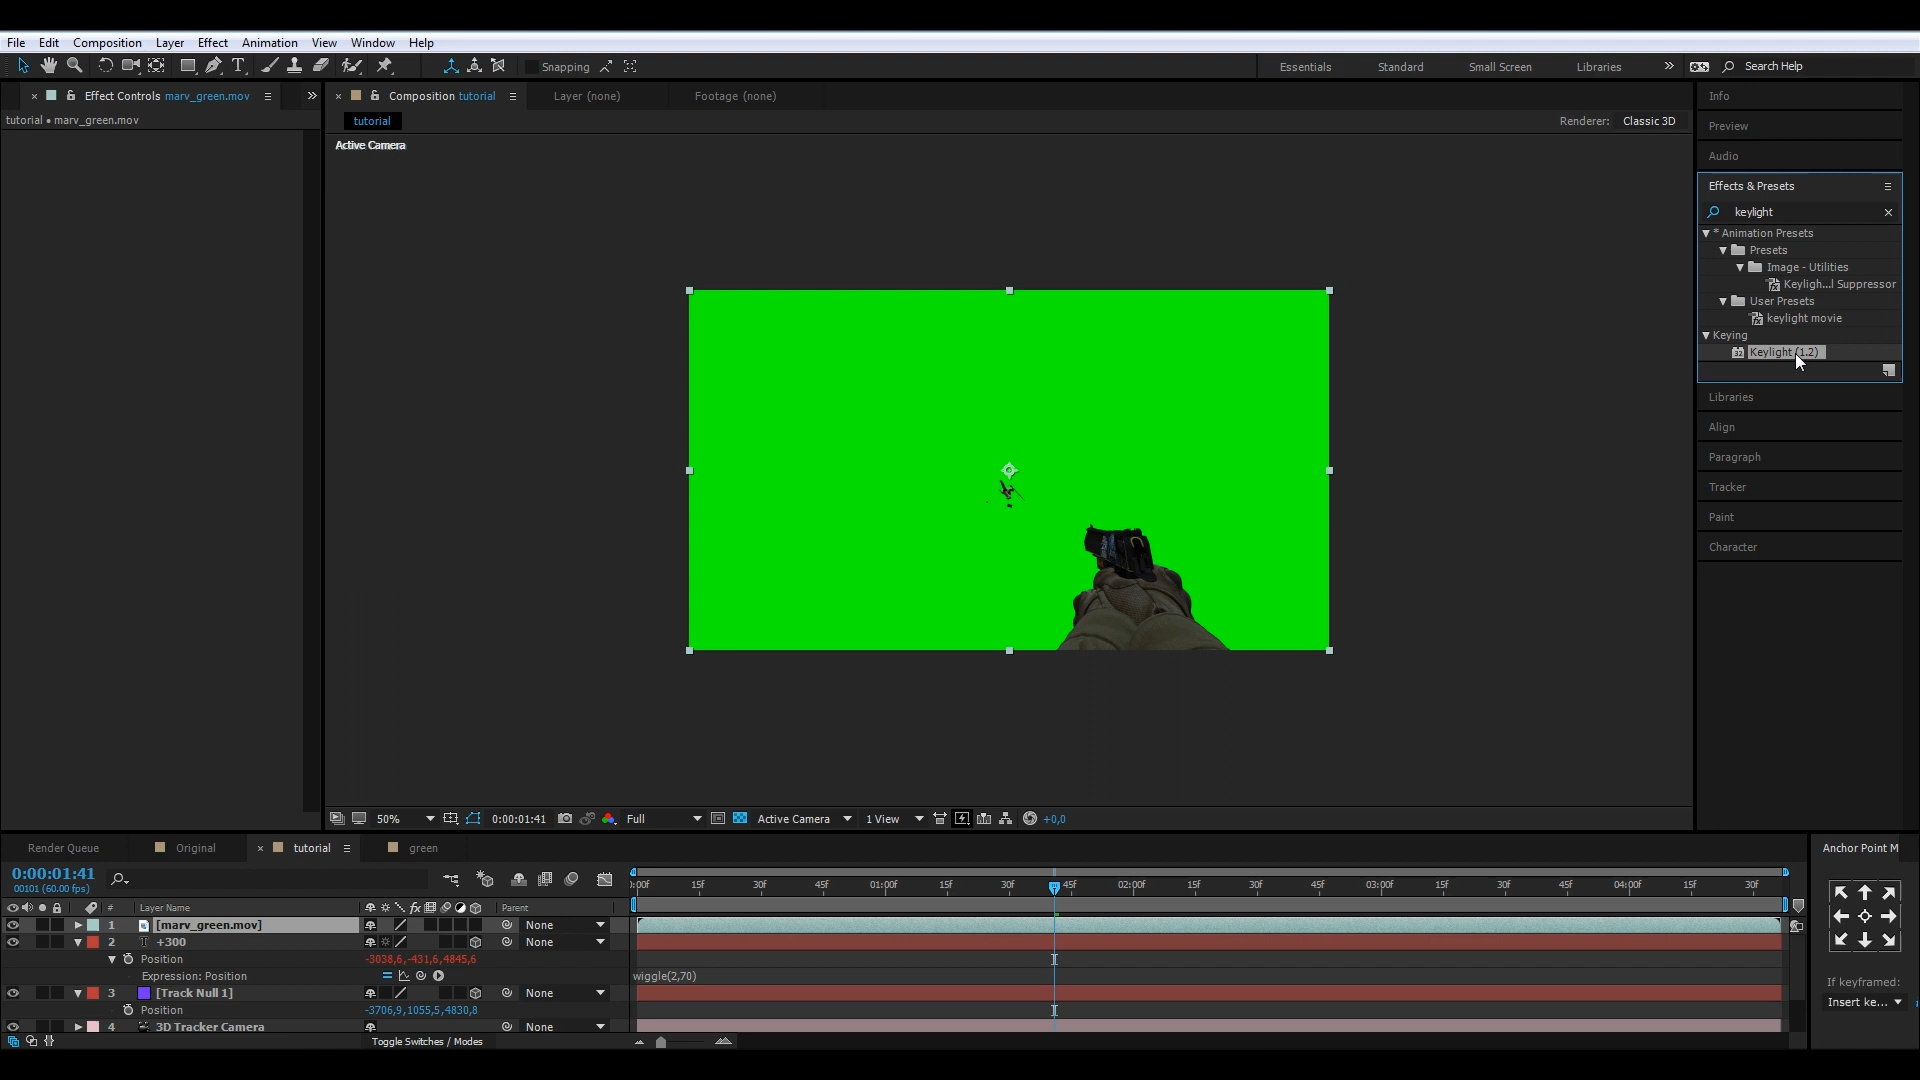 File Edit Composition Layer Effect Animation View Window Help
Snapping Essentials Standard Small Screen Libraries » Search Help
× Effect Controls marv_green.mov »
× Composition tutorial Layer (none) Footage (none)
Info
tutorial • marv_green.mov
tutorial
Renderer: Classic 3D
Preview
Active Camera
Audio
Effects & Presets
keylight ×
* Animation Presets
Presets
Image - Utilities
Keyligh...l Suppressor
User Presets
keylight movie
Keying
32 Keylight (1.2)
Libraries
Align
Paragraph
Tracker
Paint
Character
50% 0:00:01:41 Full Active Camera 1 View +0,0
Render Queue Original × tutorial green
Anchor Point M
0:00:01:41
00101 (60.00 fps)
):00f 15f 30f 45f 01:00f 15f 30f 45f 02:00f 15f 30f 45f 03:00f 15f 30f 45f 04:00f 15f 30f
# Layer Name fx Parent
1 [marv_green.mov] None
2 T +300 None
Position -3038,6,-431,6,4845,6
Expression: Position = wiggle(2,70)
3 [Track Null 1] None
Position -3706,9,1055,5,4830,8
4 3D Tracker Camera None
Toggle Switches / Modes
If keyframed:
Insert ke...